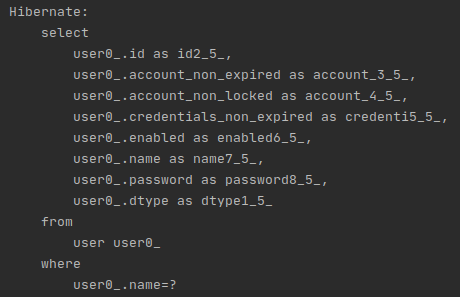 Hibernate:
    select
        user0_.id as id2_5_,
        user0_.account_non_expired as account_3_5_,
        user0_.account_non_locked as account_4_5_,
        user0_.credentials_non_expired as credenti5_5_,
        user0_.enabled as enabled6_5_,
        user0_.name as name7_5_,
        user0_.password as password8_5_,
        user0_.dtype as dtype1_5_
    from
        user user0_
    where
        user0_.name=?